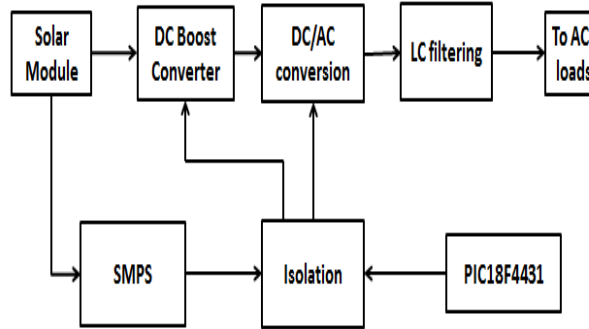 Solar
Module
DC Boost
Converter
DC/AC
conversion
LC filtering
To AC
loads
SMPS
Isolation
PIC18F4431